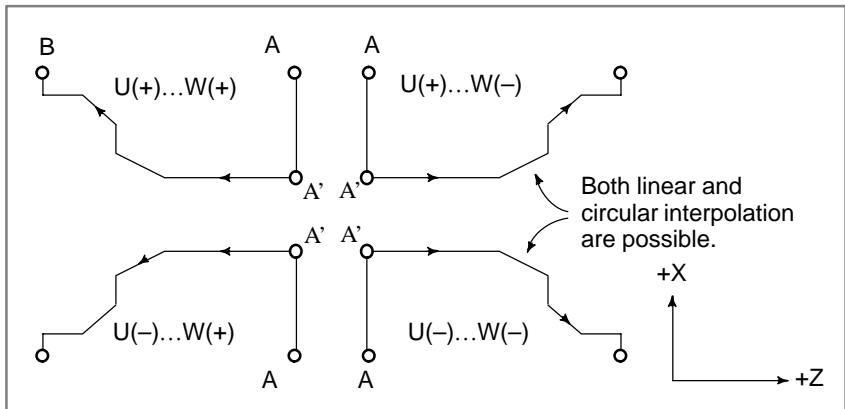 B
A
A
U(+)…W(+)
U(+)…W(–)
A’
A’
Both linear and
circular interpolation
are possible.
A’
A’
+X
U(–)…W(+)
U(–)…W(–)
A
A
+Z